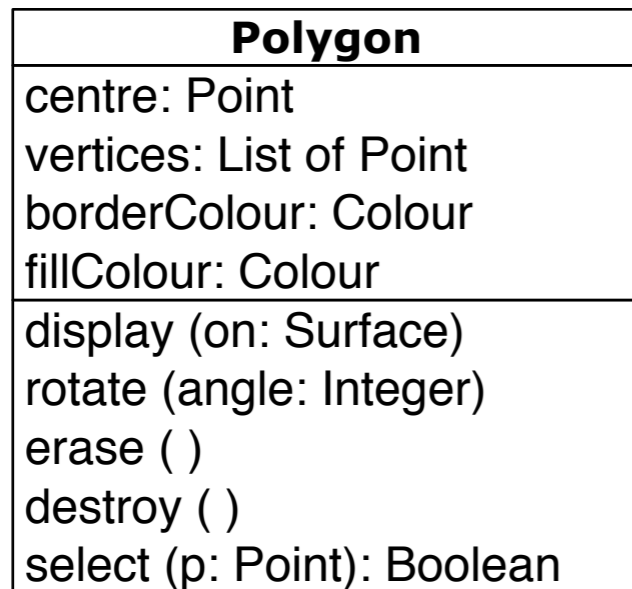 Polygon
centre: Point
vertices: List of Point
borderColour: Colour
fillColour: Colour
display (on: Surface)
rotate (angle: Integer)
erase ( )
destroy ( )
select (p: Point): Boolean